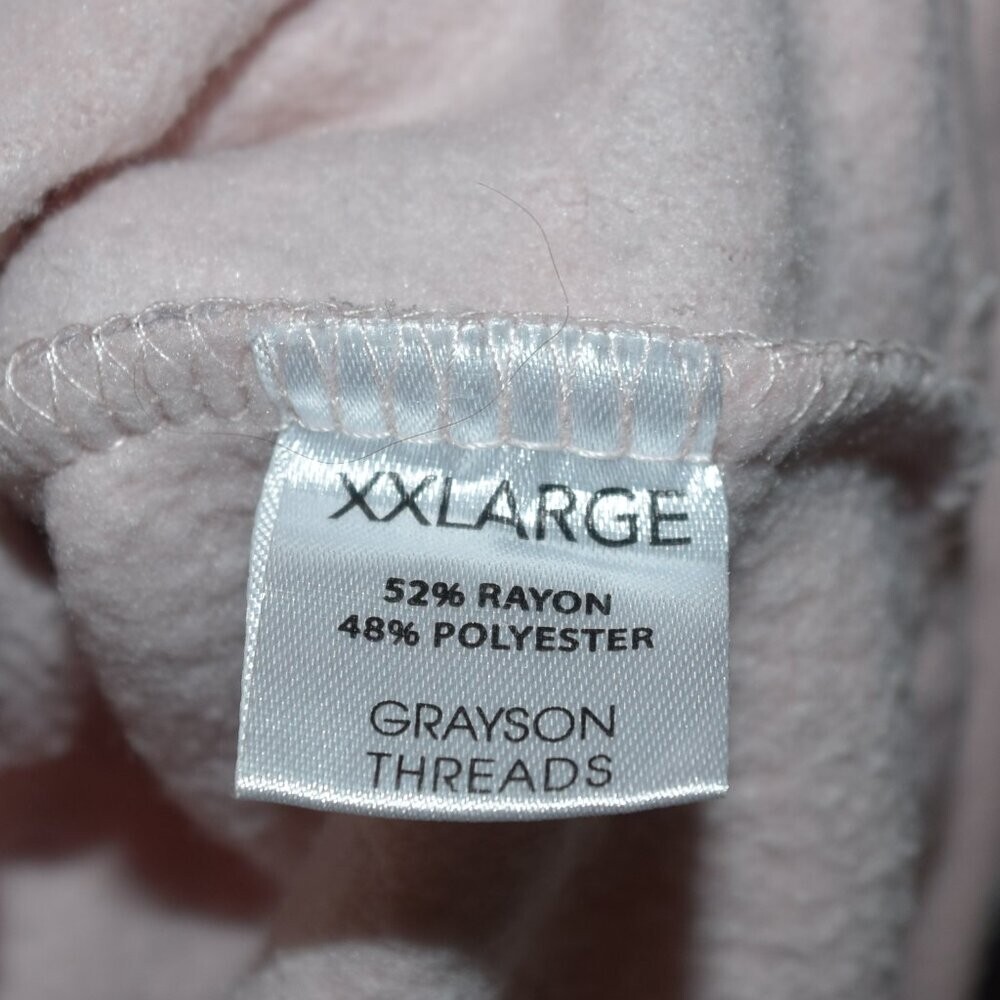 XXLARGE
52% RAYON
48% POLYESTER
GRAYSON
THREADS